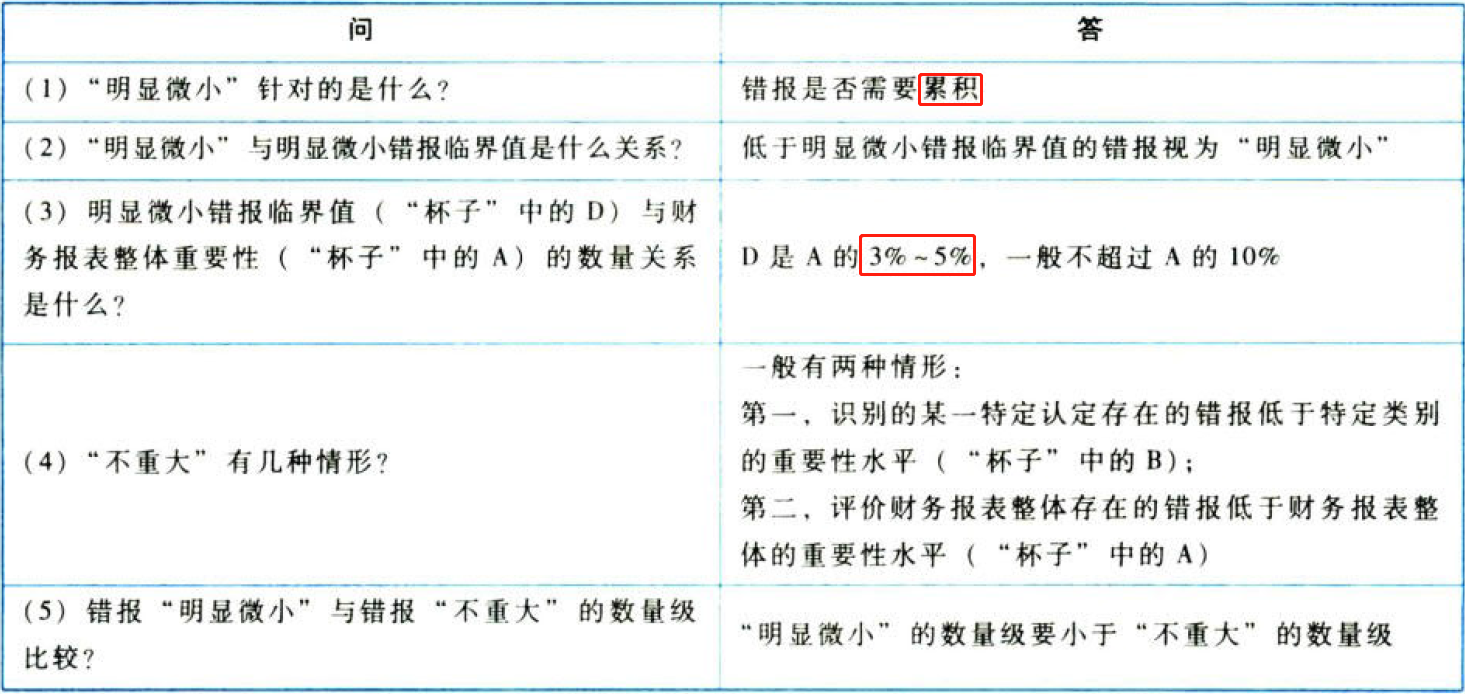 问
答
（1）“明显微小”针对的是什么？
错报是否需要累积
（2）“明显微小”与明显微小错报临界值是什么关系？
低于明显微小错报临界值的错报视为“明显微小”
（3）明显微小错报临界值（“杯子”中的 D）与财
务报表整体重要性（“杯子”中的 A）的数量关系
是什么？
D 是 A 的 3%~5%，一般不超过 A 的 10%
（4）“不重大”有几种情形？
一般有两种情形：
第一，识别的某一特定认定存在的错报低于特定类别
的重要性水平（“杯子”中的 B）；
第二，评价财务报表整体存在的错报低于财务报表整
体的重要性水平（“杯子”中的 A）
（5）错报“明显微小”与错报“不重大”的数量级
比较？
“明显微小”的数量级要小于“不重大”的数量级